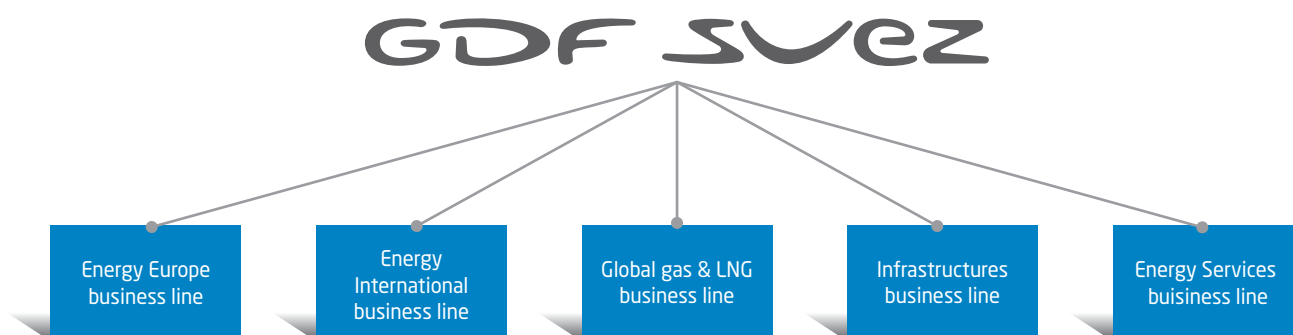 GDF SUEZ
Energy Europe
business line
Energy
International
business line
Global gas & LNG
business line
Infrastructures
business line
Energy Services
buisiness line